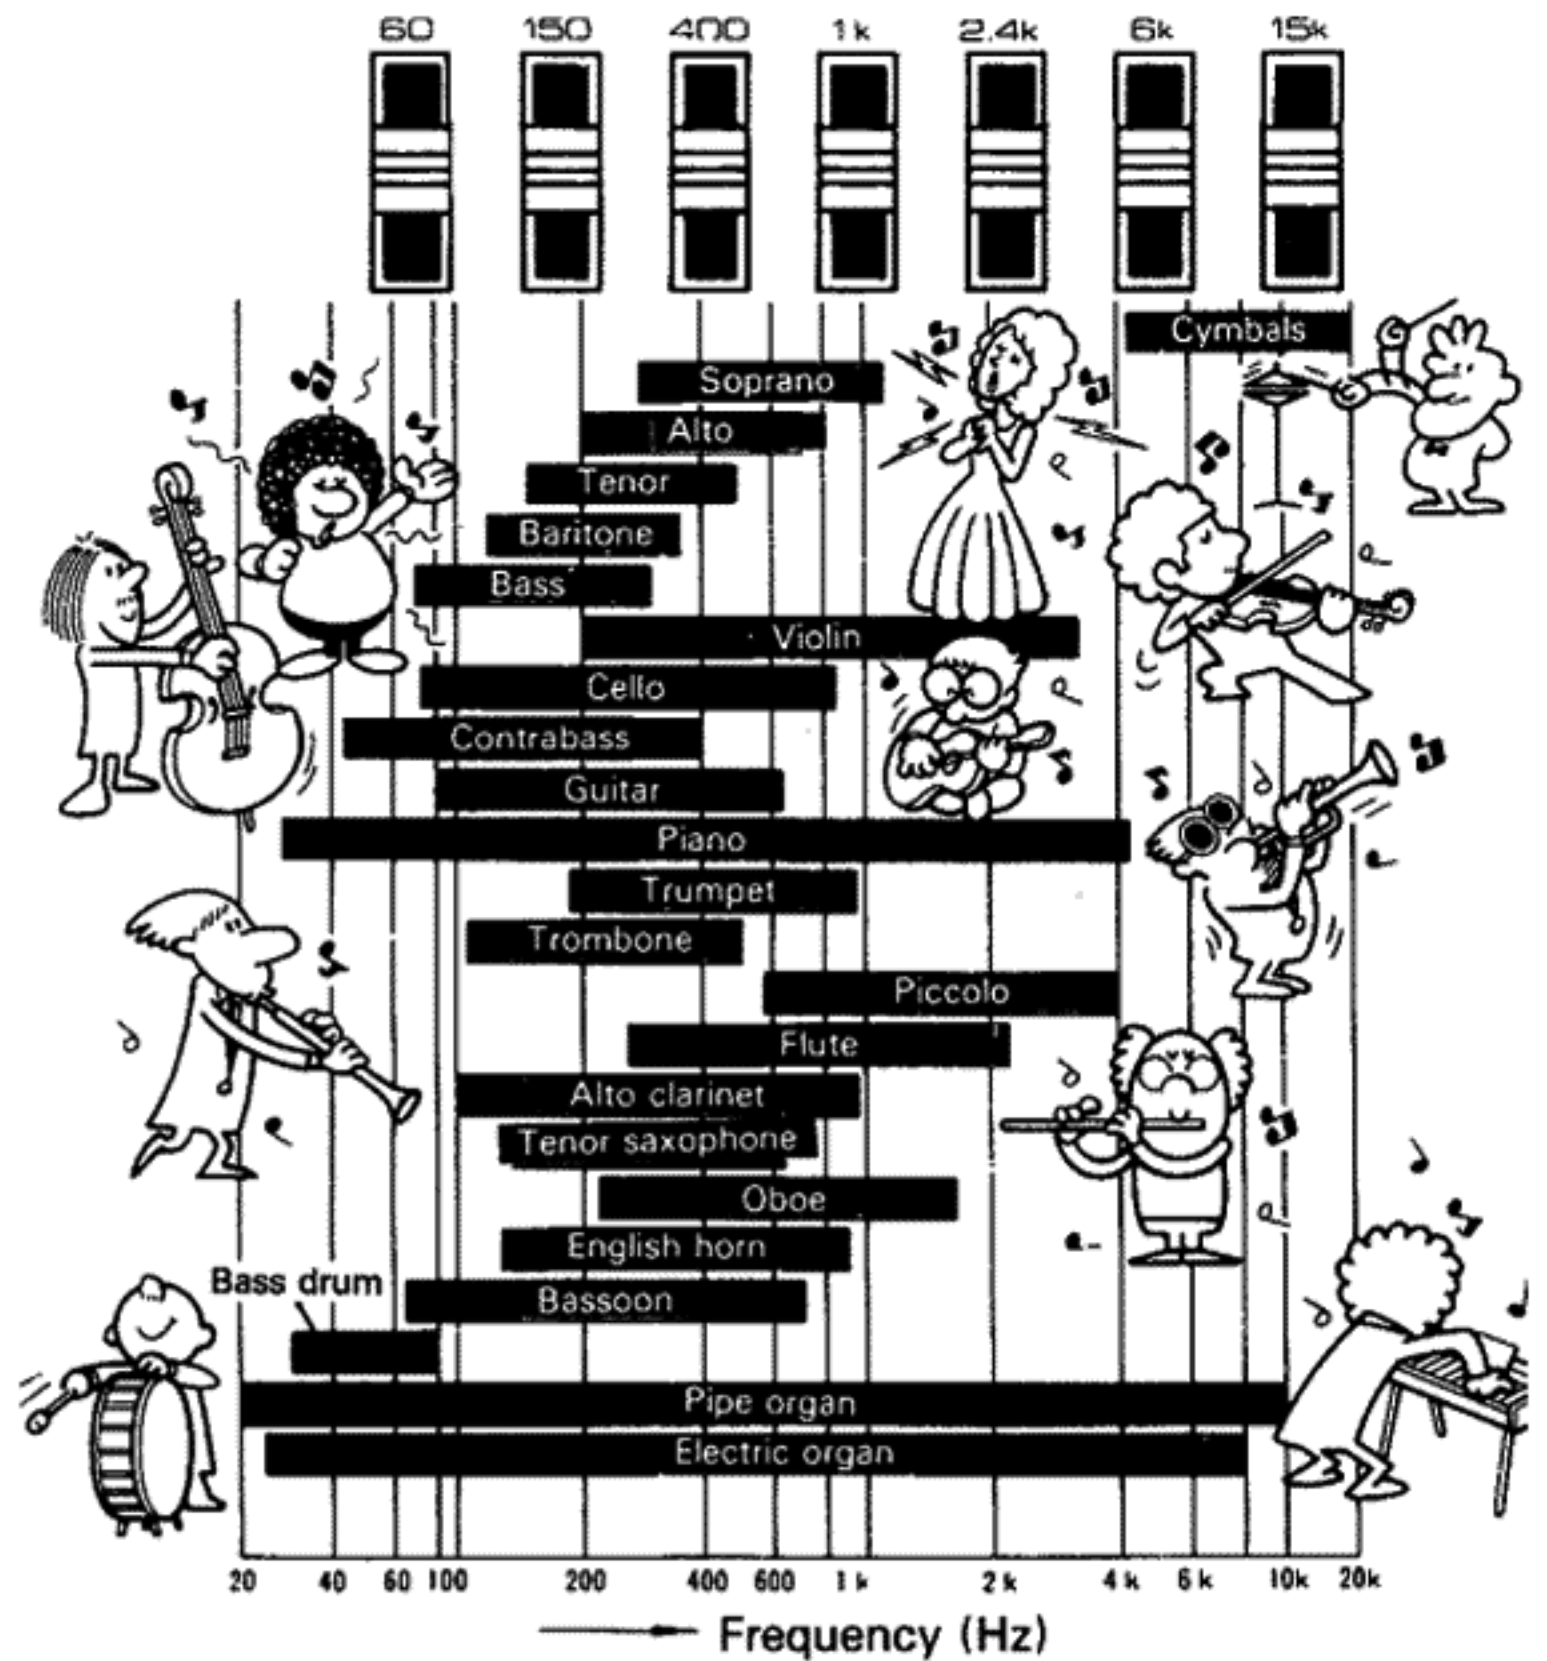 60 150 400 1k 2.4k 6k 15k
Cymbals
Soprano
Alto
Tenor
Baritone
Bass
Violin
Cello
Contrabass
Guitar
Piano
Trumpet
Trombone
Piccolo
Flute
Alto clarinet
Tenor saxophone
Oboe
English horn
Bass drum
Bassoon
Pipe organ
Electric organ
20 40 60 100 200 400 600 1k 2k 4k 6k 10k 20k
Frequency (Hz)